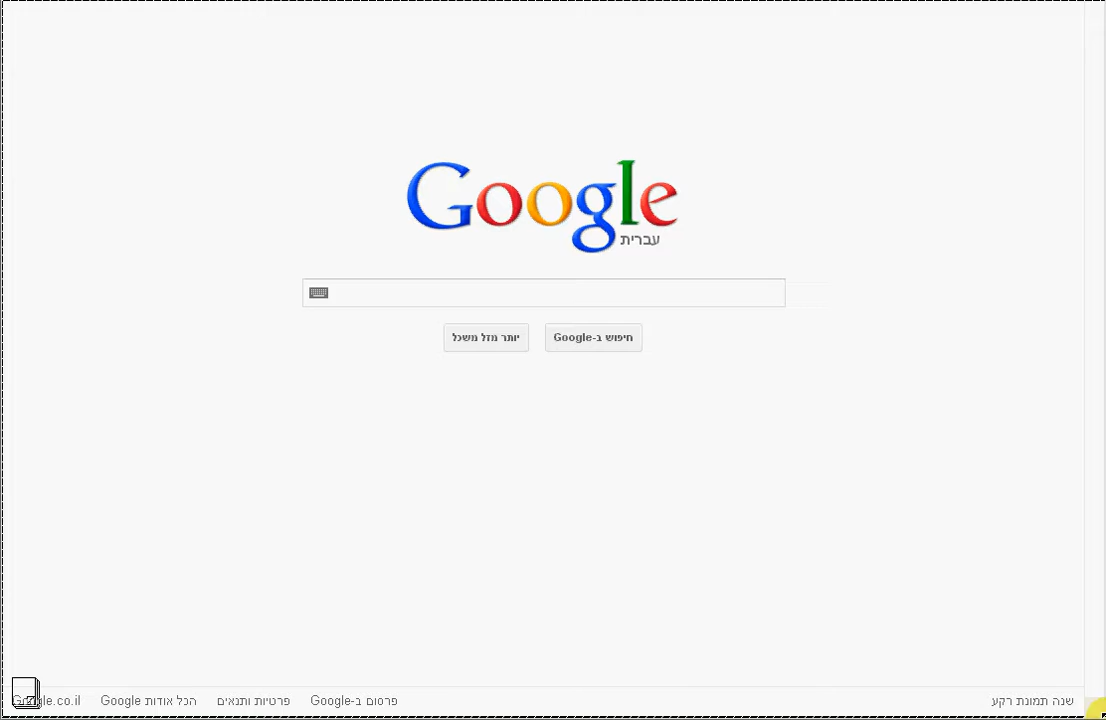 Google
עברית
חיפוש ב-Google
יותר מזל משכל
שנה תמונת רקע
פרסום ב-Google
פרטיות ותנאים
הכל אודות Google
Google.co.il